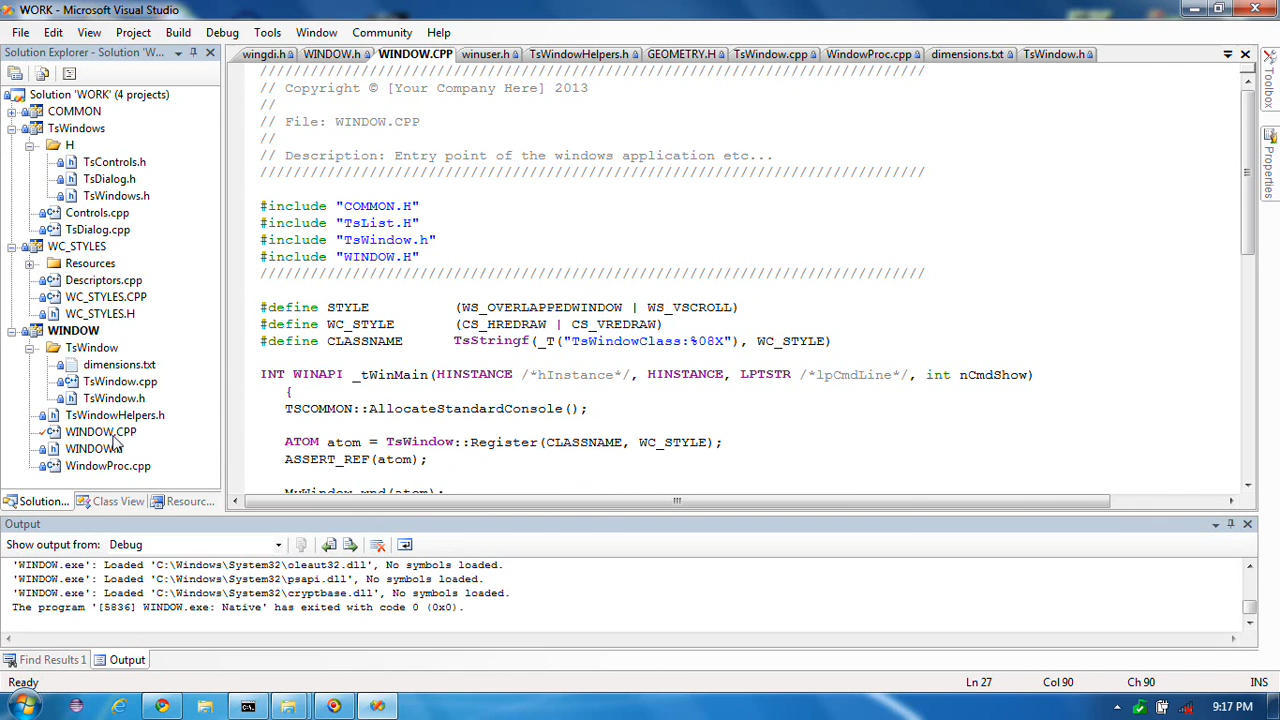 WORK - Microsoft Visual Studio
File Edit View Project Build Debug Tools Window Community Help
Solution Explorer - Solution 'W...
wingdi.h WINDOW.h WINDOW.CPP winuser.h TsWindowHelpers.h GEOMETRY.H TsWindow.cpp WindowProc.cpp dimensions.txt TsWindow.h
Solution 'WORK' (4 projects)
COMMON
TsWindows
H
TsControls.h
TsDialog.h
TsWindows.h
Controls.cpp
TsDialog.cpp
WC_STYLES
Resources
Descriptors.cpp
WC_STYLES.CPP
WC_STYLES.H
WINDOW
TsWindow
dimensions.txt
TsWindow.cpp
TsWindow.h
TsWindowHelpers.h
WINDOW.CPP
WINDOW
WindowProc.cpp
Solution... Class View Resourc...
////////////////////////////////////////////////////////////////////////////////
// Copyright © [Your Company Here] 2013
//
// File: WINDOW.CPP
//
// Description: Entry point of the windows application etc...
////////////////////////////////////////////////////////////////////////////////
#include "COMMON.H"
#include "TsList.H"
#include "TsWindow.h"
#include "WINDOW.H"
////////////////////////////////////////////////////////////////////////////////
#define STYLE (WS_OVERLAPPEDWINDOW | WS_VSCROLL)
#define WC_STYLE (CS_HREDRAW | CS_VREDRAW)
#define CLASSNAME TsStringf(_T("TsWindowClass:%08X"), WC_STYLE)
INT WINAPI _tWinMain(HINSTANCE /*hInstance*/, HINSTANCE, LPTSTR /*lpCmdLine*/, int nCmdShow)
{
TSCOMMON::AllocateStandardConsole();
ATOM atom = TsWindow::Register(CLASSNAME, WC_STYLE);
ASSERT_REF(atom);
MyWindow wnd(atom);
Toolbox
Properties
Output
Show output from: Debug
'WINDOW.exe': Loaded 'C:\Windows\System32\oleaut32.dll', No symbols loaded.
'WINDOW.exe': Loaded 'C:\Windows\System32\psapi.dll', No symbols loaded.
'WINDOW.exe': Loaded 'C:\Windows\System32\cryptbase.dll', No symbols loaded.
The program '[5836] WINDOW.exe: Native' has exited with code 0 (0x0).
Find Results 1 Output
Ready Ln 27 Col 90 Ch 90 INS
9:17 PM